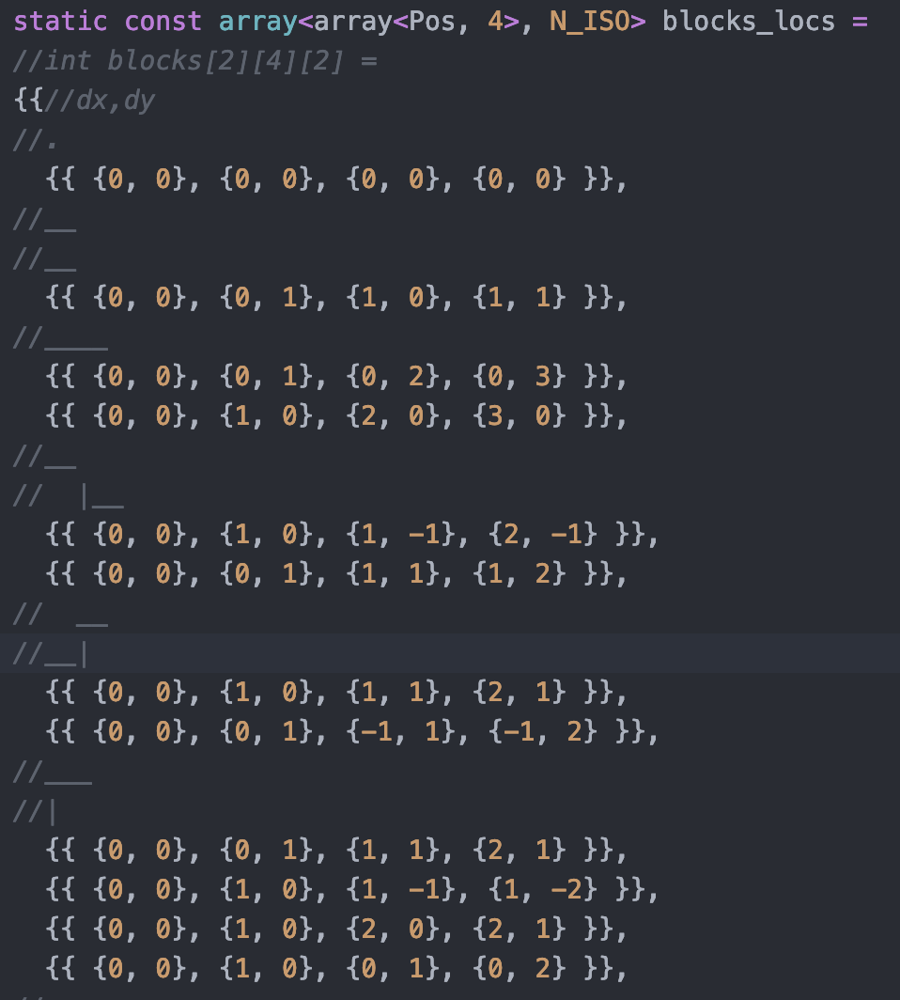 static const array<array<Pos, 4>, N_ISO> blocks_locs =
//int blocks[2][4][2] =
{{//dx,dy
//.
  {{ {0, 0}, {0, 0}, {0, 0}, {0, 0} }},
//__
//__
  {{ {0, 0}, {0, 1}, {1, 0}, {1, 1} }},
//____
  {{ {0, 0}, {0, 1}, {0, 2}, {0, 3} }},
  {{ {0, 0}, {1, 0}, {2, 0}, {3, 0} }},
//__
//  |__
  {{ {0, 0}, {1, 0}, {1, -1}, {2, -1} }},
  {{ {0, 0}, {0, 1}, {1, 1}, {1, 2} }},
//  __
//__|
  {{ {0, 0}, {1, 0}, {1, 1}, {2, 1} }},
  {{ {0, 0}, {0, 1}, {-1, 1}, {-1, 2} }},
//___
//|
  {{ {0, 0}, {0, 1}, {1, 1}, {2, 1} }},
  {{ {0, 0}, {1, 0}, {1, -1}, {1, -2} }},
  {{ {0, 0}, {1, 0}, {2, 0}, {2, 1} }},
  {{ {0, 0}, {1, 0}, {0, 1}, {0, 2} }},